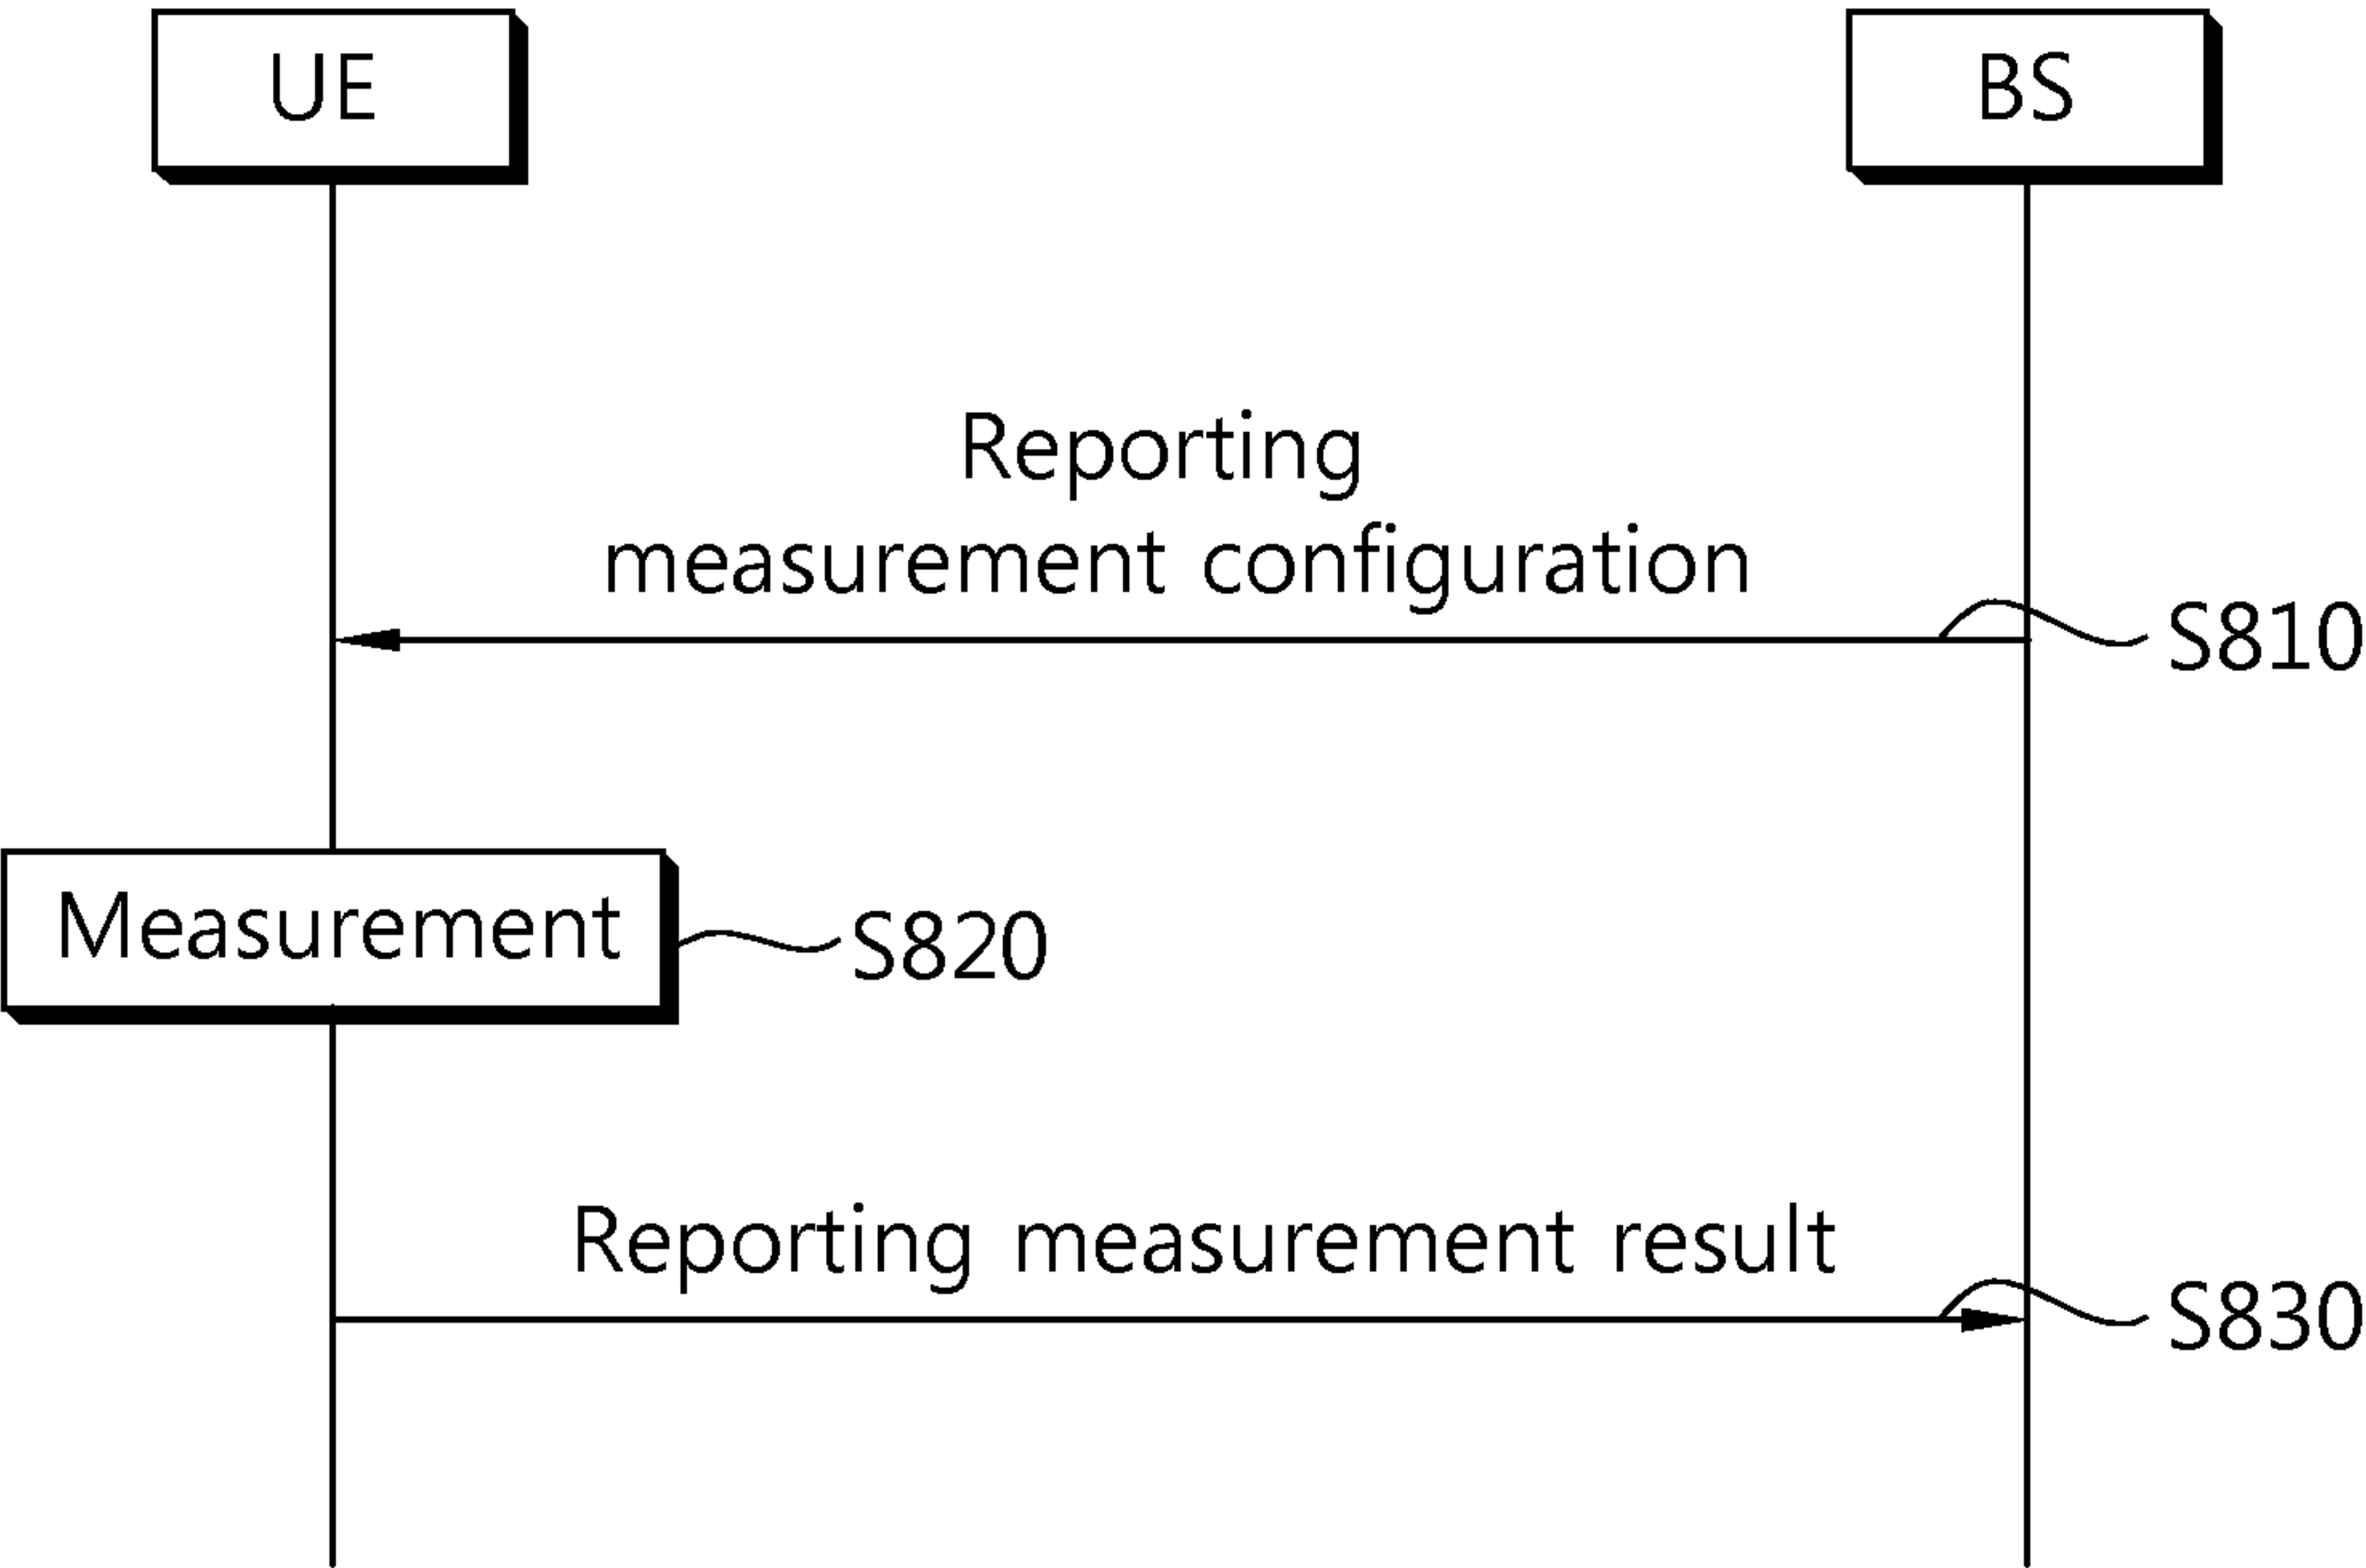 UE
BS
Reporting
measurement configuration
S810
Measurement
S820
Reporting measurement result
S830